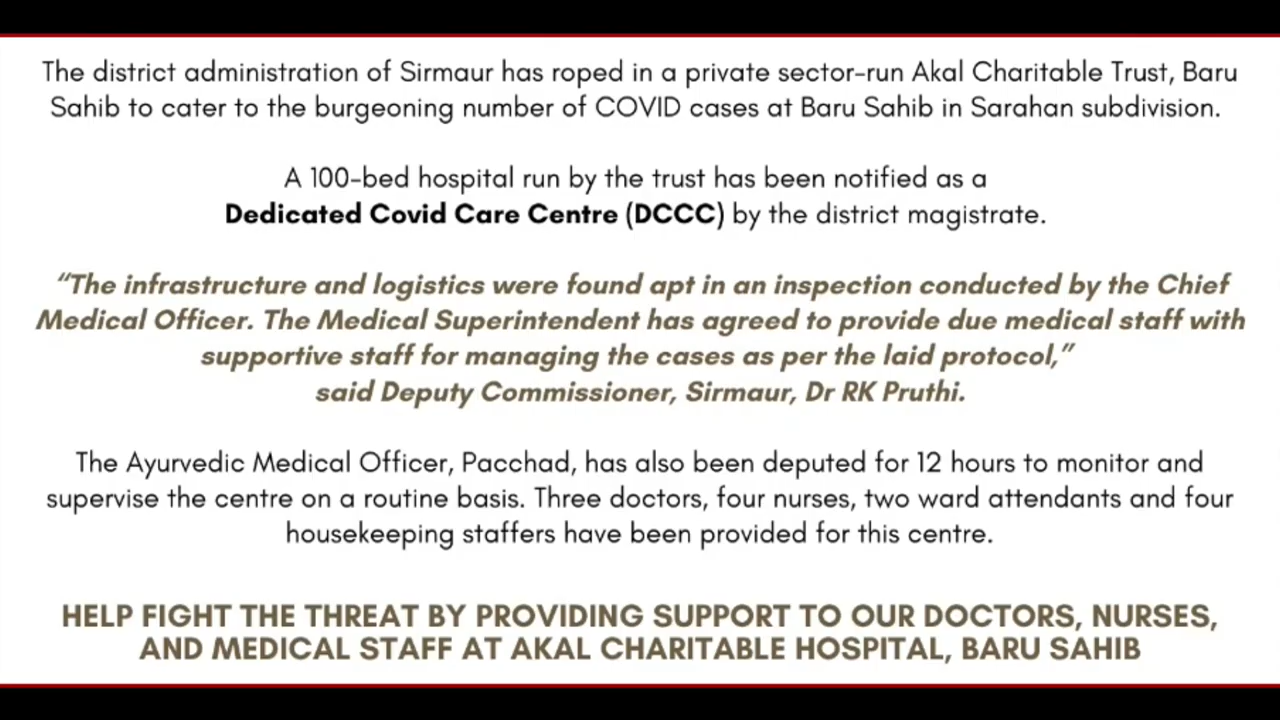 The district administration of Sirmaur has roped in a private sector-run Akal Charitable Trust, Baru
Sahib to cater to the burgeoning number of COVID cases at Baru Sahib in Sarahan subdivision.
A 100-bed hospital run by the trust has been notified as a
Dedicated Covid Care Centre (DCCC) by the district magistrate.
“The infrastructure and logistics were found apt in an inspection conducted by the Chief
Medical Officer. The Medical Superintendent has agreed to provide due medical staff with
supportive staff for managing the cases as per the laid protocol,”
said Deputy Commissioner, Sirmaur, Dr RK Pruthi.
The Ayurvedic Medical Officer, Pacchad, has also been deputed for 12 hours to monitor and
supervise the centre on a routine basis. Three doctors, four nurses, two ward attendants and four
housekeeping staffers have been provided for this centre.
HELP FIGHT THE THREAT BY PROVIDING SUPPORT TO OUR DOCTORS, NURSES,
AND MEDICAL STAFF AT AKAL CHARITABLE HOSPITAL, BARU SAHIB